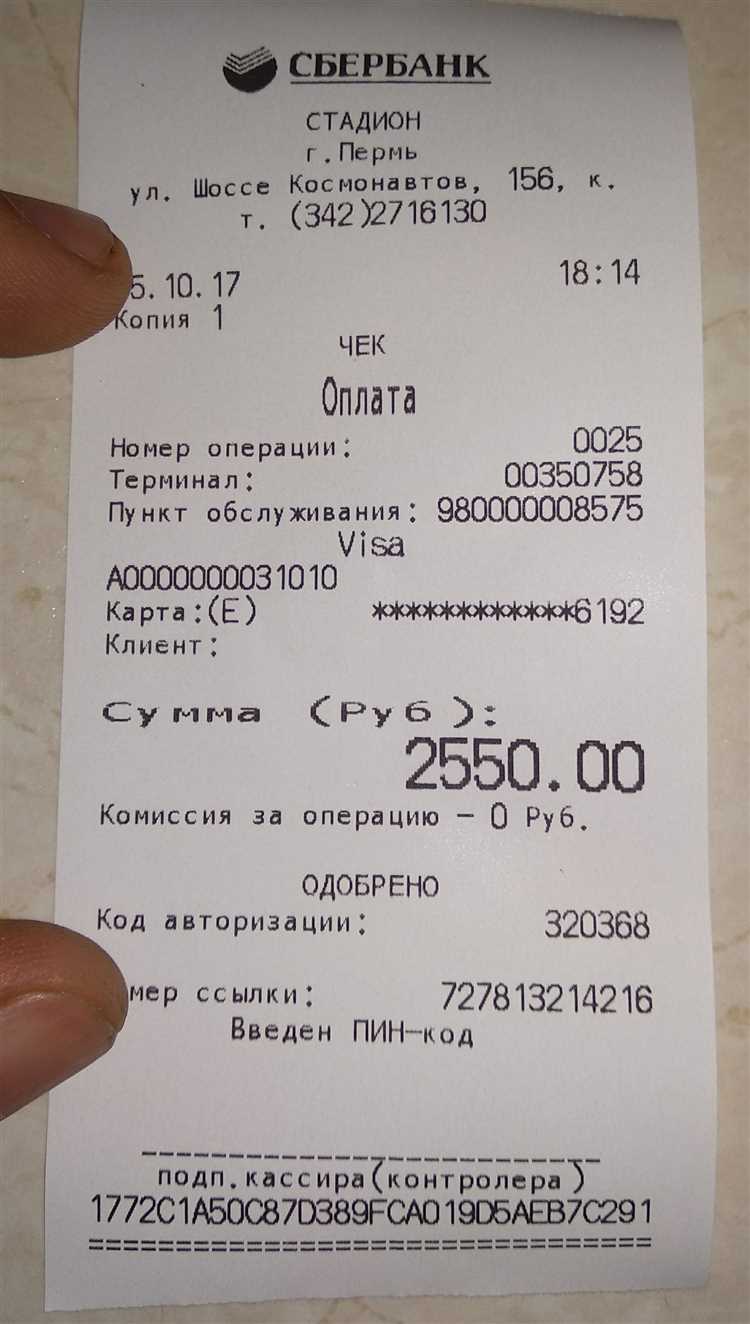 СБЕРБАНК
СТАДИОН
г.Пермь
ул. Шоссе Космонавтов, 156, к.
т. (342)2716130
5.10.17 18:14
Копия 1
ЧЕК
Оплата
Номер операции: 0025
Терминал: 00350758
Пункт обслуживания: 980000008575
Visa
A0000000031010
Карта:(E) ************6192
Клиент:
Сумма (Руб):
2550.00
Комиссия за операцию – 0 Руб.
ОДОБРЕНО
Код авторизации: 320368
мер ссылки: 727813214216
Введен ПИН-код
подп.кассира(контролера)
1772C1A50C87D389FCA019D5AEB7C291